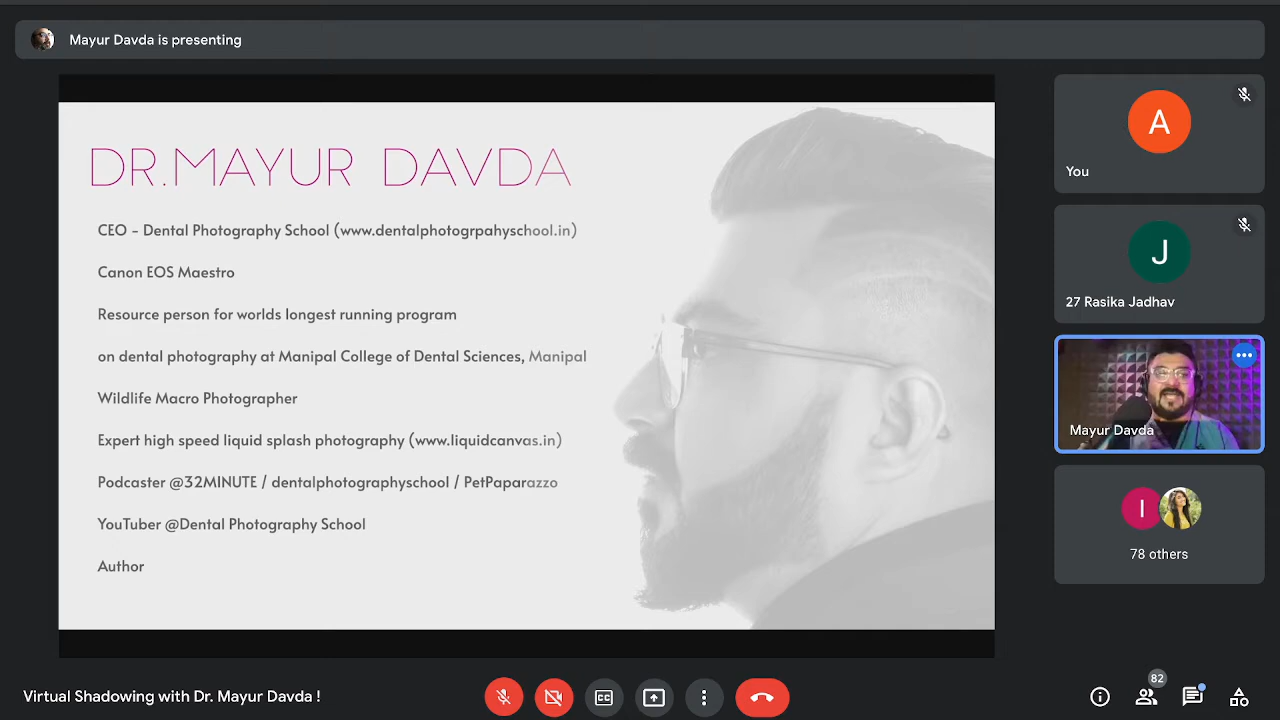 Mayur Davda is presenting
DR.MAYUR DAVDA
CEO - Dental Photography School (www.dentalphotogrpahyschool.in)
Canon EOS Maestro
Resource person for worlds longest running program
on dental photography at Manipal College of Dental Sciences, Manipal
Wildlife Macro Photographer
Expert high speed liquid splash photography (www.liquidcanvas.in)
Podcaster @32MINUTE / dentalphotographyschool / PetPaparazzo
YouTuber @Dental Photography School
Author
A
You
J
27 Rasika Jadhav
Mayur Davda
I
78 others
Virtual Shadowing with Dr. Mayur Davda !
CC
82